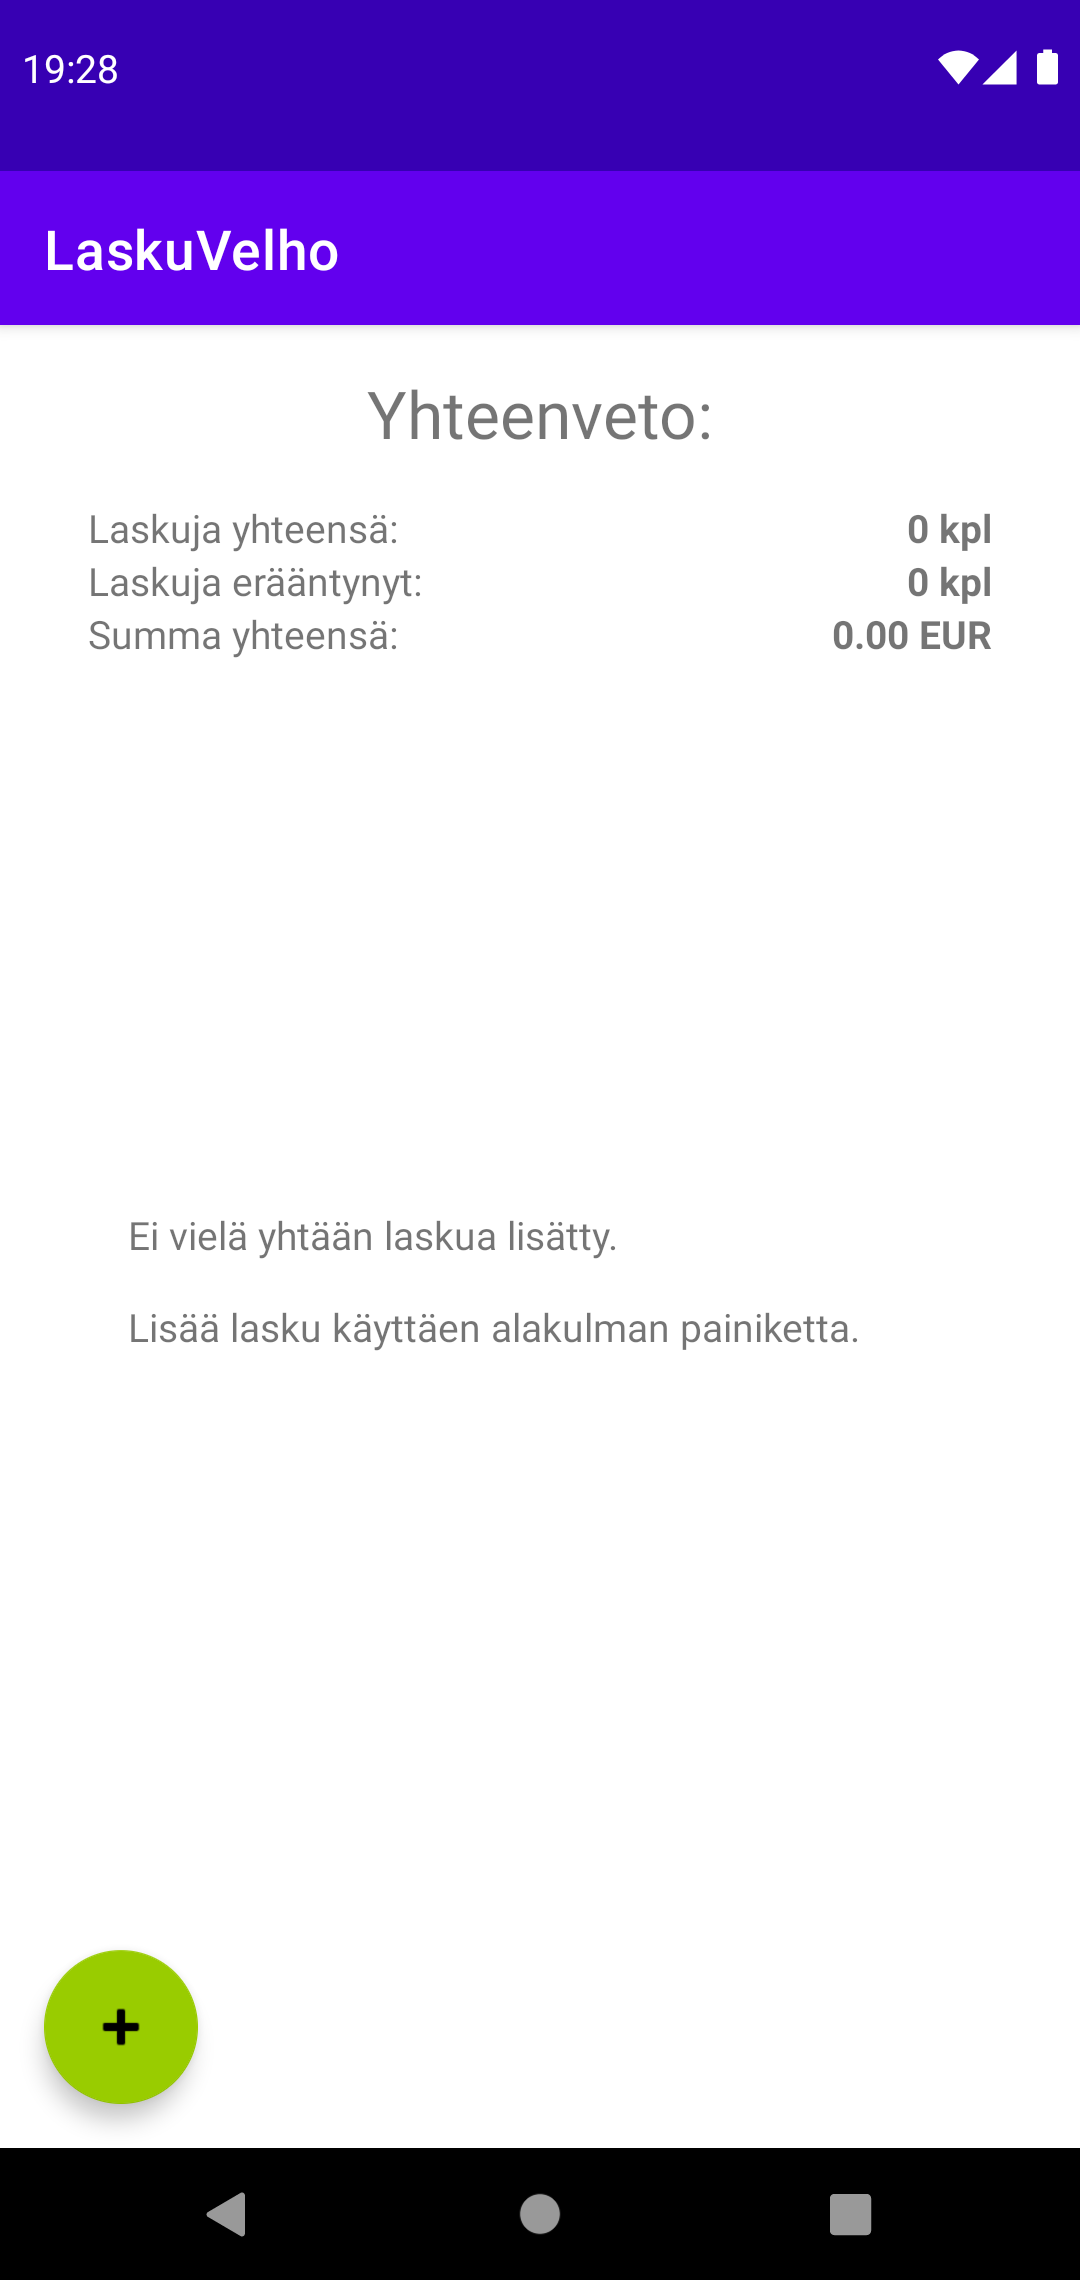 19:28
LaskuVelho
Yhteenveto:
Laskuja yhteensä: 0 kpl
Laskuja erääntynyt: 0 kpl
Summa yhteensä: 0.00 EUR
Ei vielä yhtään laskua lisätty.
Lisää lasku käyttäen alakulman painiketta.